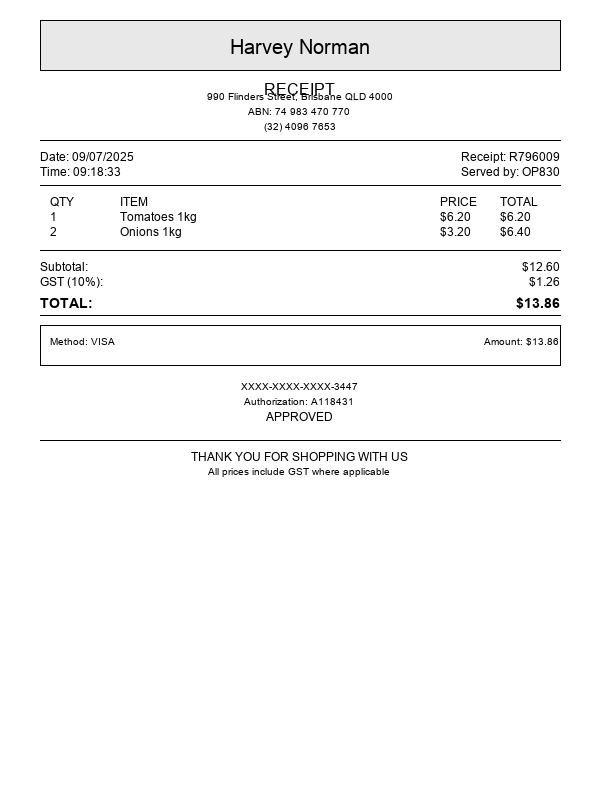 Harvey Norman
RECEIPT
990 Flinders Street, Brisbane QLD 4000
ABN: 74 983 470 770
(32) 4096 7653
Date: 09/07/2025 Receipt: R796009
Time: 09:18:33 Served by: OP830
QTY ITEM PRICE TOTAL
1 Tomatoes 1kg $6.20 $6.20
2 Onions 1kg $3.20 $6.40
Subtotal: $12.60
GST (10%): $1.26
TOTAL: $13.86
Method: VISA Amount: $13.86
XXXX-XXXX-XXXX-3447
Authorization: A118431
APPROVED
THANK YOU FOR SHOPPING WITH US
All prices include GST where applicable